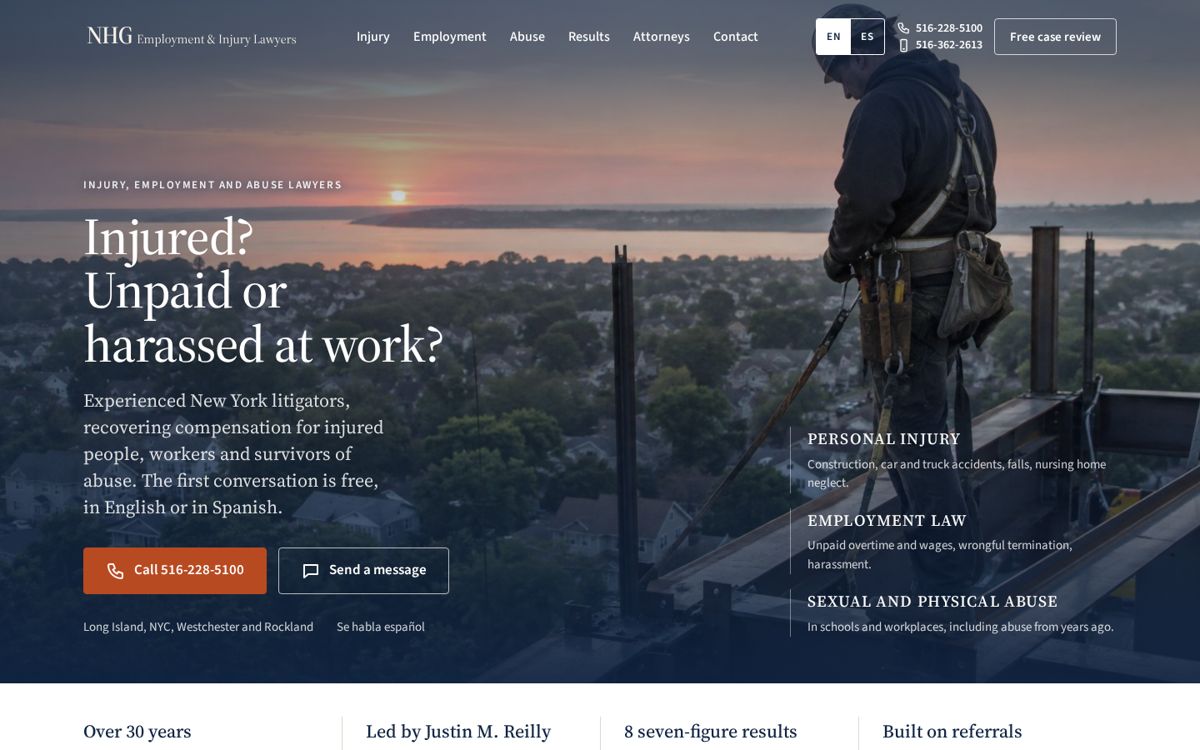 NHG Employment & Injury Lawyers
Injury
Employment
Abuse
Results
Attorneys
Contact
EN
ES
516-228-5100
516-362-2613
Free case review
INJURY, EMPLOYMENT AND ABUSE LAWYERS
Injured?
Unpaid or
harassed at work?
Experienced New York litigators,
recovering compensation for injured
people, workers and survivors of
abuse. The first conversation is free,
in English or in Spanish.
Call 516-228-5100
Send a message
Long Island, NYC, Westchester and Rockland
Se habla español
PERSONAL INJURY
Construction, car and truck accidents, falls, nursing home
neglect.
EMPLOYMENT LAW
Unpaid overtime and wages, wrongful termination,
harassment.
SEXUAL AND PHYSICAL ABUSE
In schools and workplaces, including abuse from years ago.
Over 30 years
Led by Justin M. Reilly
8 seven-figure results
Built on referrals